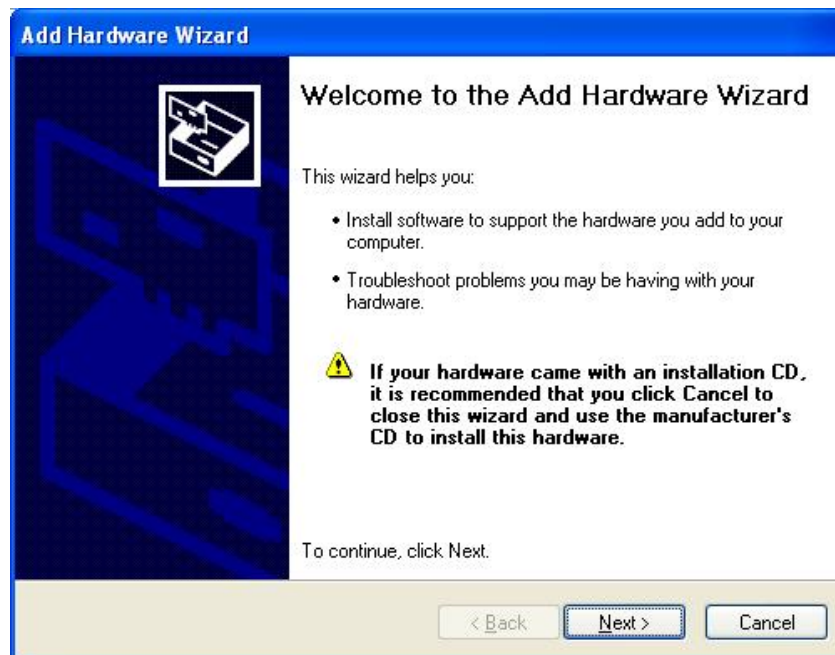 Add Hardware Wizard
Welcome to the Add Hardware Wizard
This wizard helps you:
• Install software to support the hardware you add to your
computer.
• Troubleshoot problems you may be having with your
hardware.
If your hardware came with an installation CD,
it is recommended that you click Cancel to
close this wizard and use the manufacturer's
CD to install this hardware.
To continue, click Next.
< Back Next > Cancel